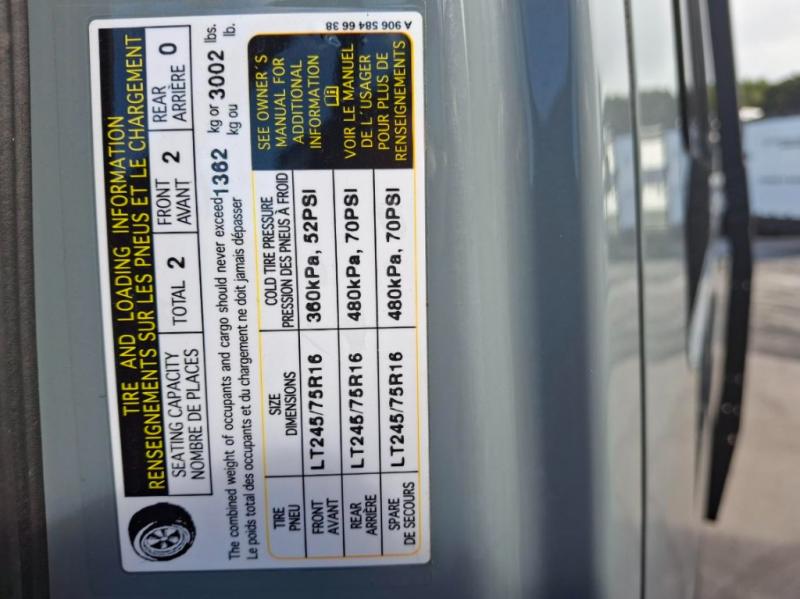 TIRE AND LOADING INFORMATION
RENSEIGNEMENTS SUR LES PNEUS ET LE CHARGEMENT
SEATING CAPACITY
NOMBRE DE PLACES
TOTAL 2
FRONT
AVANT 2
REAR
ARRIÈRE 0
The combined weight of occupants and cargo should never exceed 1362 kg or 3002 lbs.
Le poids total des occupants et du chargement ne doit jamais dépasser kg ou lb.
TIRE
PNEU
SIZE
DIMENSIONS
COLD TIRE PRESSURE
PRESSION DES PNEUS À FROID
FRONT
AVANT
LT245/75R16
360kPa, 52PSI
REAR
ARRIÈRE
LT245/75R16
480kPa, 70PSI
SPARE
DE SECOURS
LT245/75R16
480kPa, 70PSI
SEE OWNER'S
MANUAL FOR
ADDITIONAL
INFORMATION
VOIR LE MANUEL
DE L'USAGER
POUR PLUS DE
RENSEIGNEMENTS
A 906 584 66 38